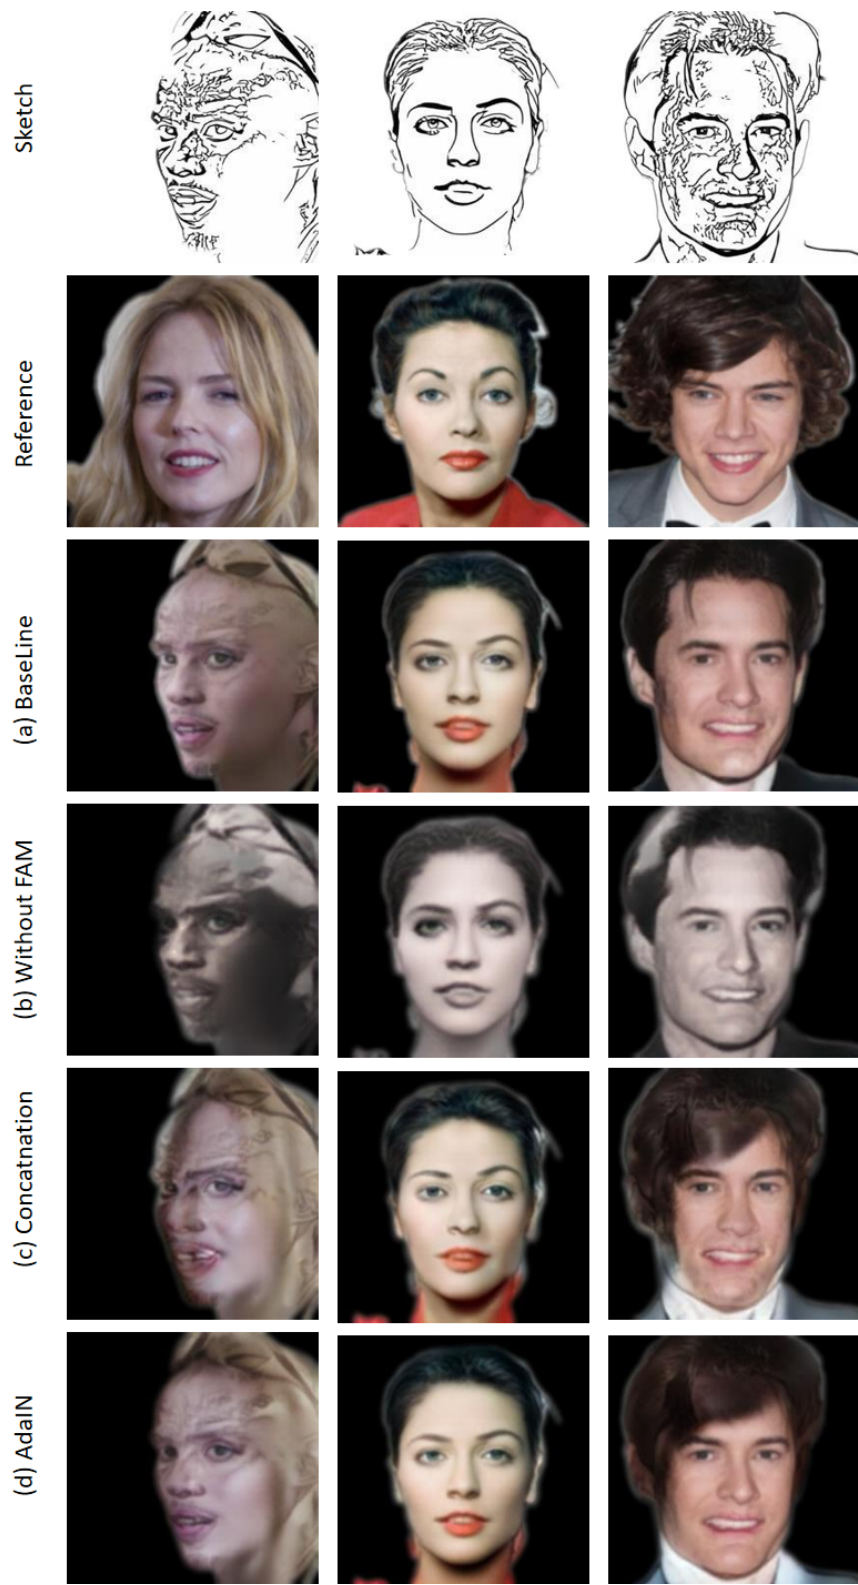 Sketch
Reference
(a) BaseLine
(b) Without FAM
(c) Concatnation
(d) AdaIN